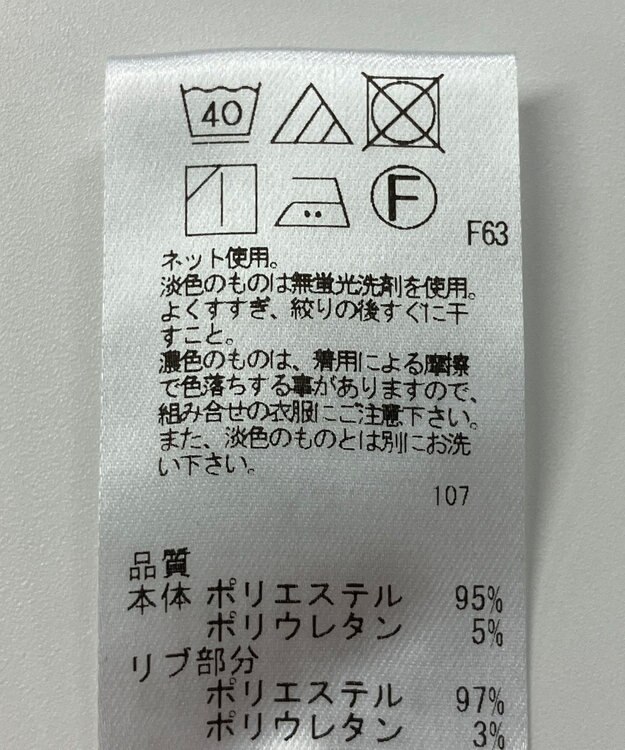 40
F
F63
ネット使用。
淡色のものは無蛍光洗剤を使用。
よくすすぎ、絞りの後すぐに干
すこと。
濃色のものは、着用による摩擦
で色落ちする事がありますので、
組み合せの衣服にご注意下さい。
また、淡色のものとは別にお洗
い下さい。
107
品質
本体 ポリエステル 95%
ポリウレタン 5%
リブ部分
ポリエステル 97%
ポリウレタン 3%